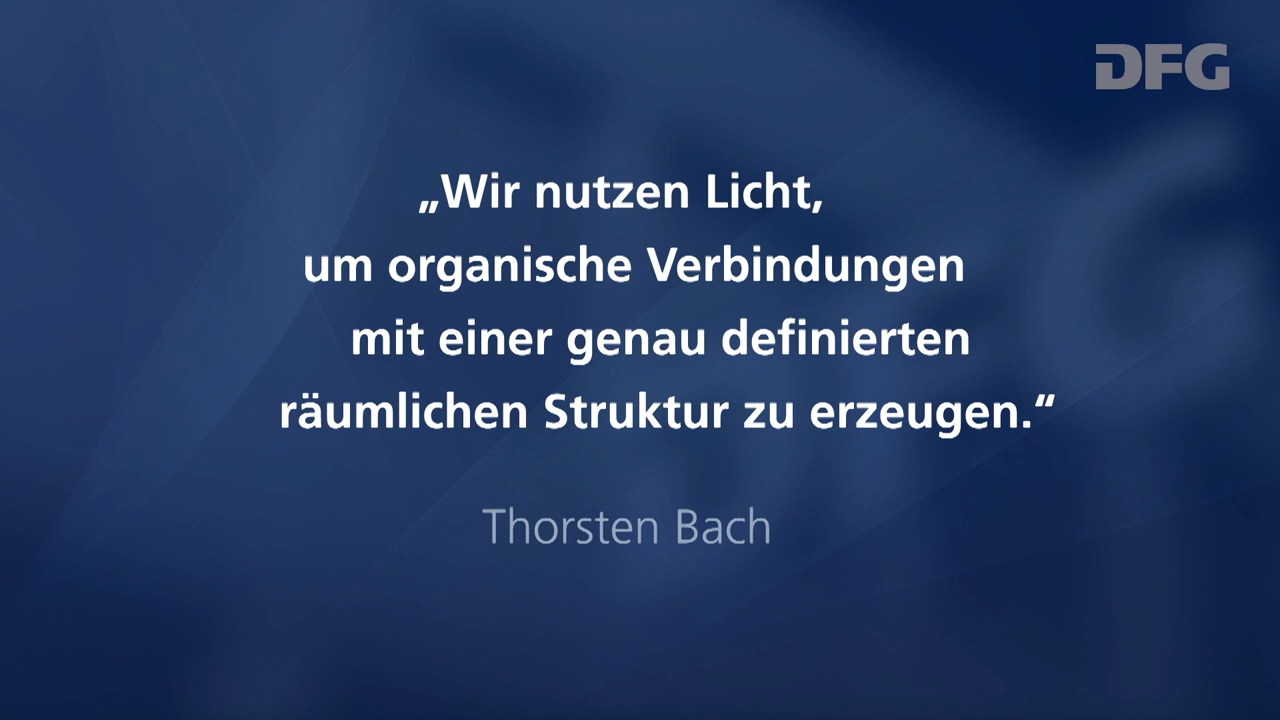 DFG
„Wir nutzen Licht,
um organische Verbindungen
mit einer genau definierten
räumlichen Struktur zu erzeugen.“
Thorsten Bach